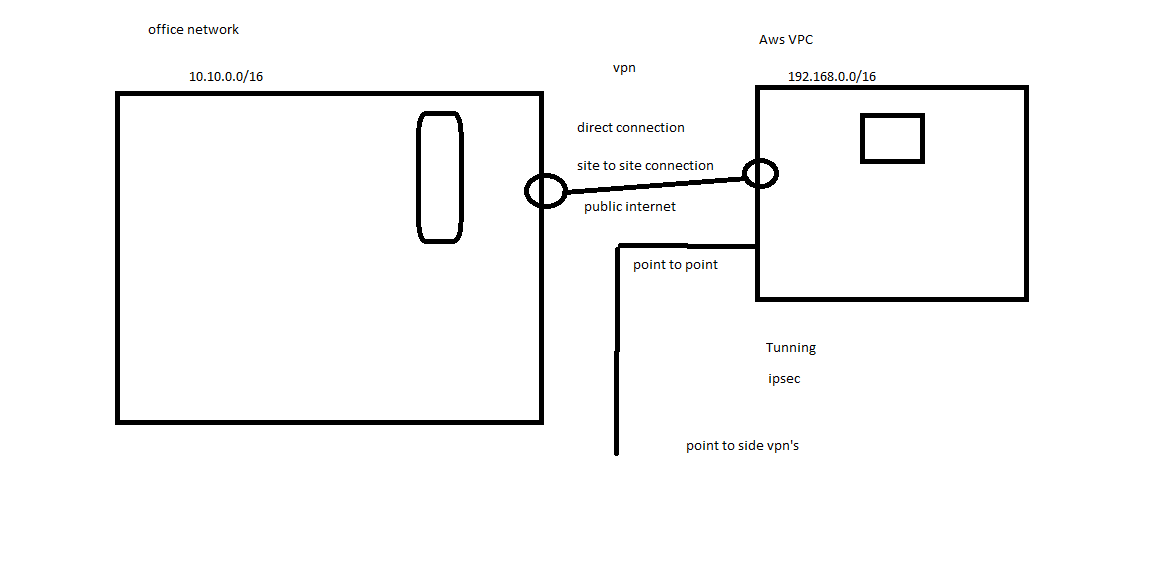 office network
Aws VPC
10.10.0.0/16
vpn
192.168.0.0/16
direct connection
site to site connection
public internet
point to point
Tunning
ipsec
point to side vpn's